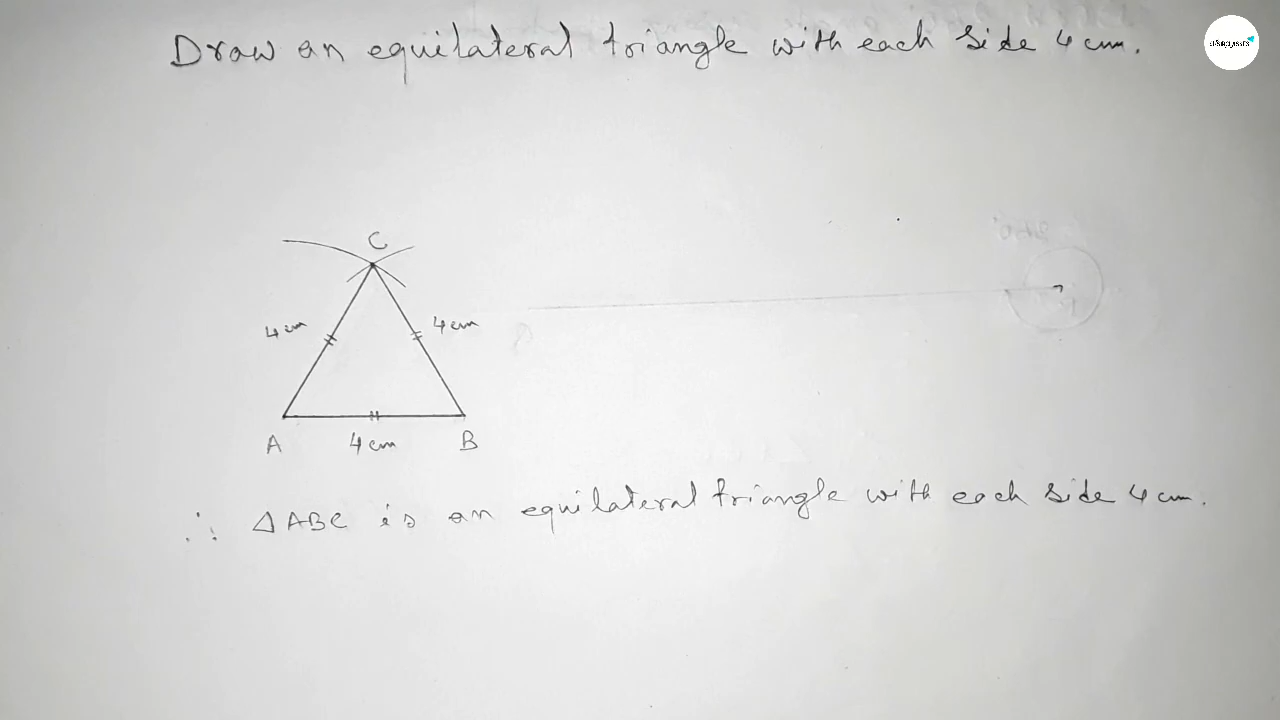 Draw an equilateral triangle with each side 4 cm.
C
4 cm
4 cm
A
4 cm
B
∴ △ABC is an equilateral triangle with each side 4 cm.